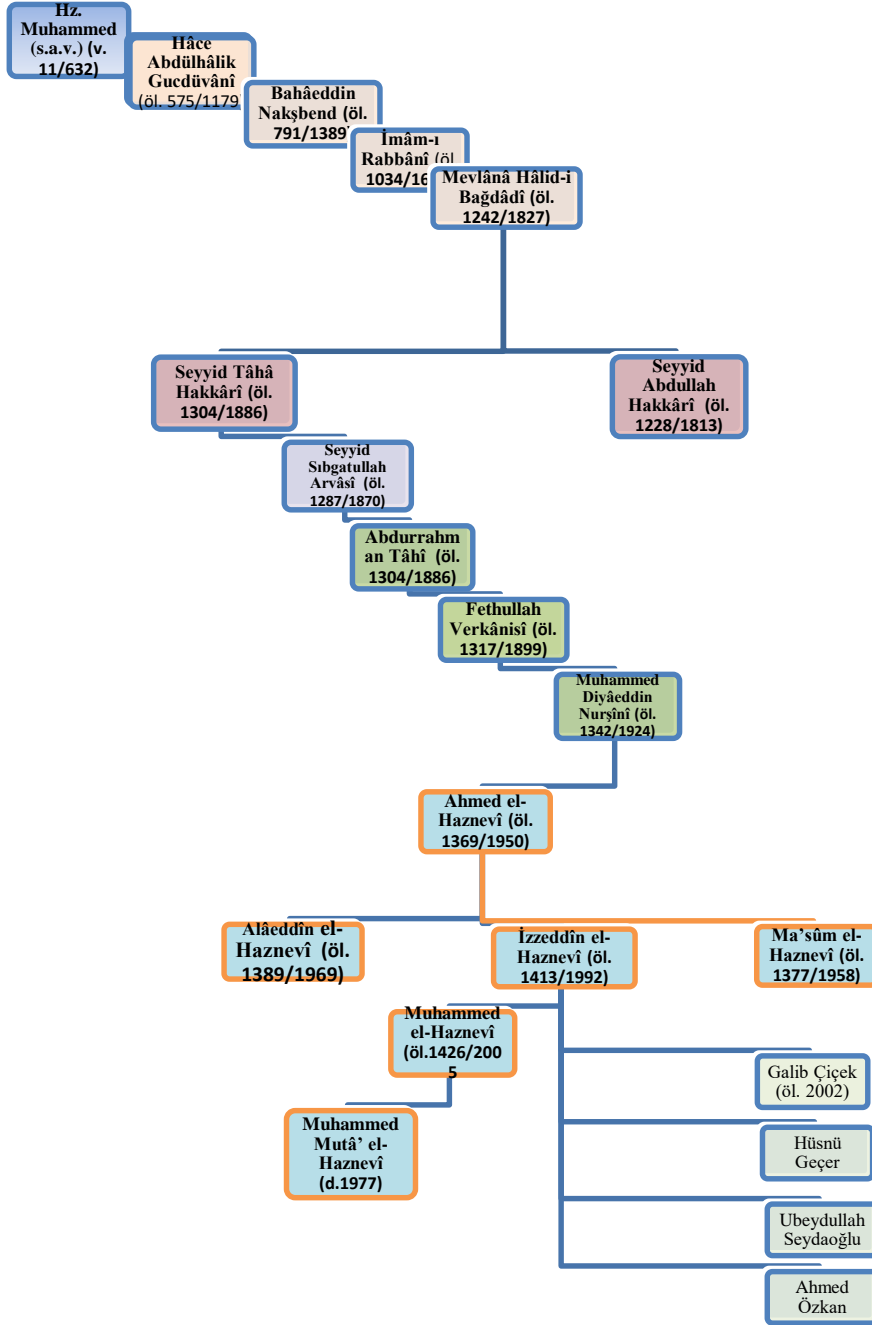 Hz.
Muhammed
(s.a.v.) (v.
11/632)
Hâce
Abdülhâlik
Gucdüvânî
(öl. 575/1179
Bahâeddin
Nakşbend (öl.
791/1389
İmâm-ı
Rabbânî (öl
1034/16
Mevlânâ Hâlid-i
Bağdâdî (öl.
1242/1827)
Seyyid Tâhâ
Hakkârî (öl.
1304/1886)
Seyyid
Abdullah
Hakkârî (öl.
1228/1813)
Seyyid
Sıbgatullah
Arvâsî (öl.
1287/1870)
Abdurrahm
an Tâhî (öl.
1304/1886)
Fethullah
Verkânisî (öl.
1317/1899)
Muhammed
Diyâeddin
Nurşînî (öl.
1342/1924)
Ahmed el-
Haznevî (öl.
1369/1950)
Alâeddîn el-
Haznevî (öl.
1389/1969)
İzzeddîn el-
Haznevî (öl.
1413/1992)
Ma’sûm el-
Haznevî (öl.
1377/1958)
Muhammed
el-Haznevî
(öl.1426/200
5
Muhammed
Mutâ’ el-
Haznevî
(d.1977)
Galib Çiçek
(öl. 2002)
Hüsnü
Geçer
Ubeydullah
Seydaoğlu
Ahmed
Özkan